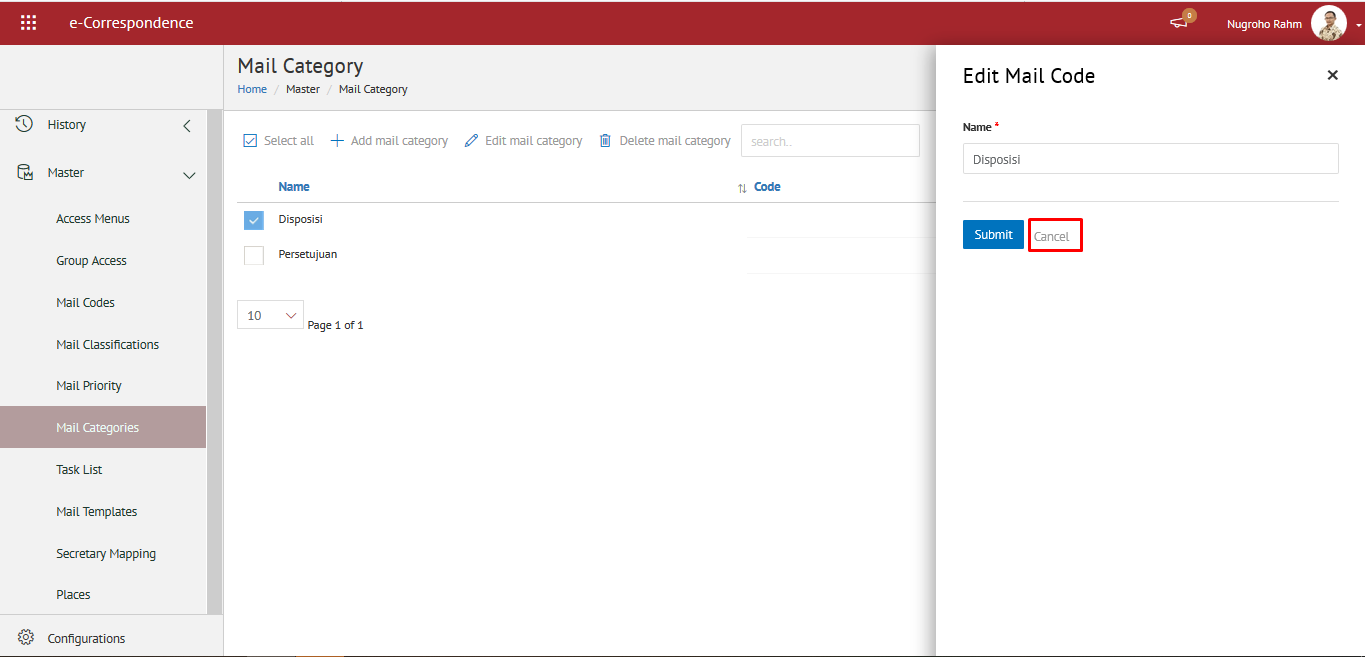 e-Correspondence
0
Nugroho Rahm
History
Master
Access Menus
Group Access
Mail Codes
Mail Classifications
Mail Priority
Mail Categories
Task List
Mail Templates
Secretary Mapping
Places
Configurations
Mail Category
Home / Master / Mail Category
Select all Add mail category Edit mail category Delete mail category search..
Name Code
Disposisi
Persetujuan
10 Page 1 of 1
Edit Mail Code ×
Name *
Disposisi
Submit Cancel